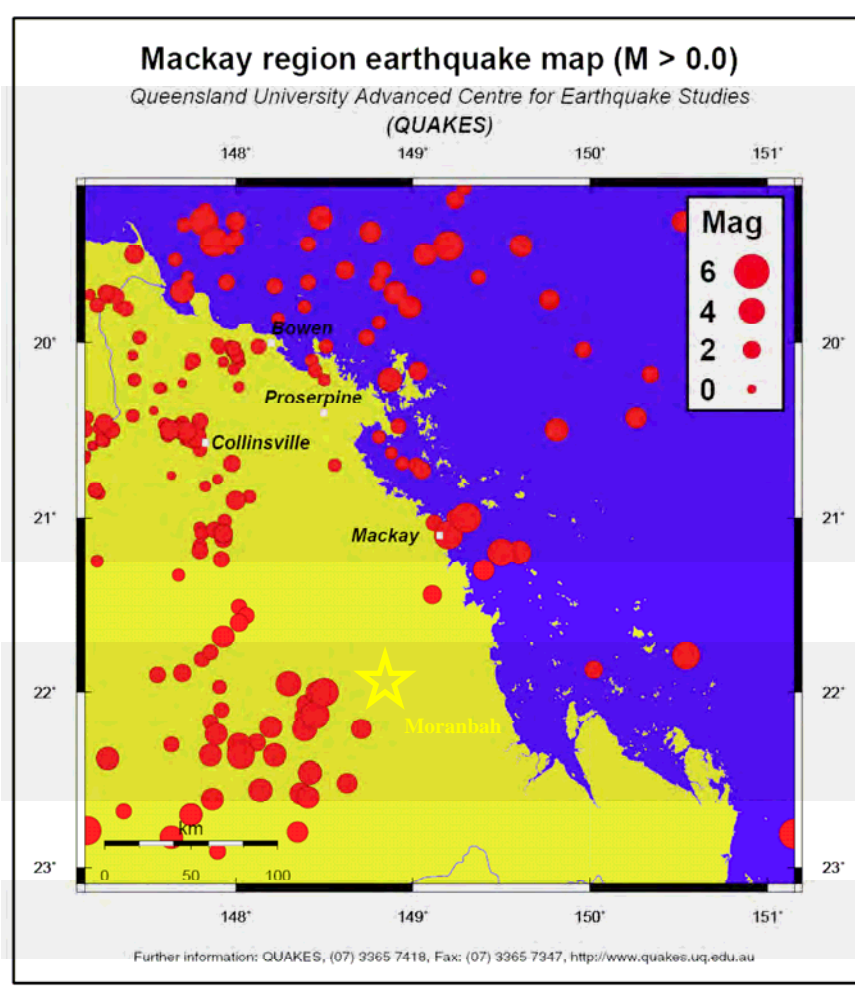 Mackay region earthquake map (M > 0.0)
Queensland University Advanced Centre for Earthquake Studies
(QUAKES)
148˚ 149˚ 150˚ 151˚
Mag
6
4
2
0
20˚ 20˚
Bowen
Proserpine
Collinsville
21˚ 21˚
Mackay
22˚ 22˚
Moranbah
km
0 50 100
23˚ 23˚
148˚ 149˚ 150˚ 151˚
Further information: QUAKES, (07) 3365 7418, Fax: (07) 3365 7347, http://www.quakes.uq.edu.au